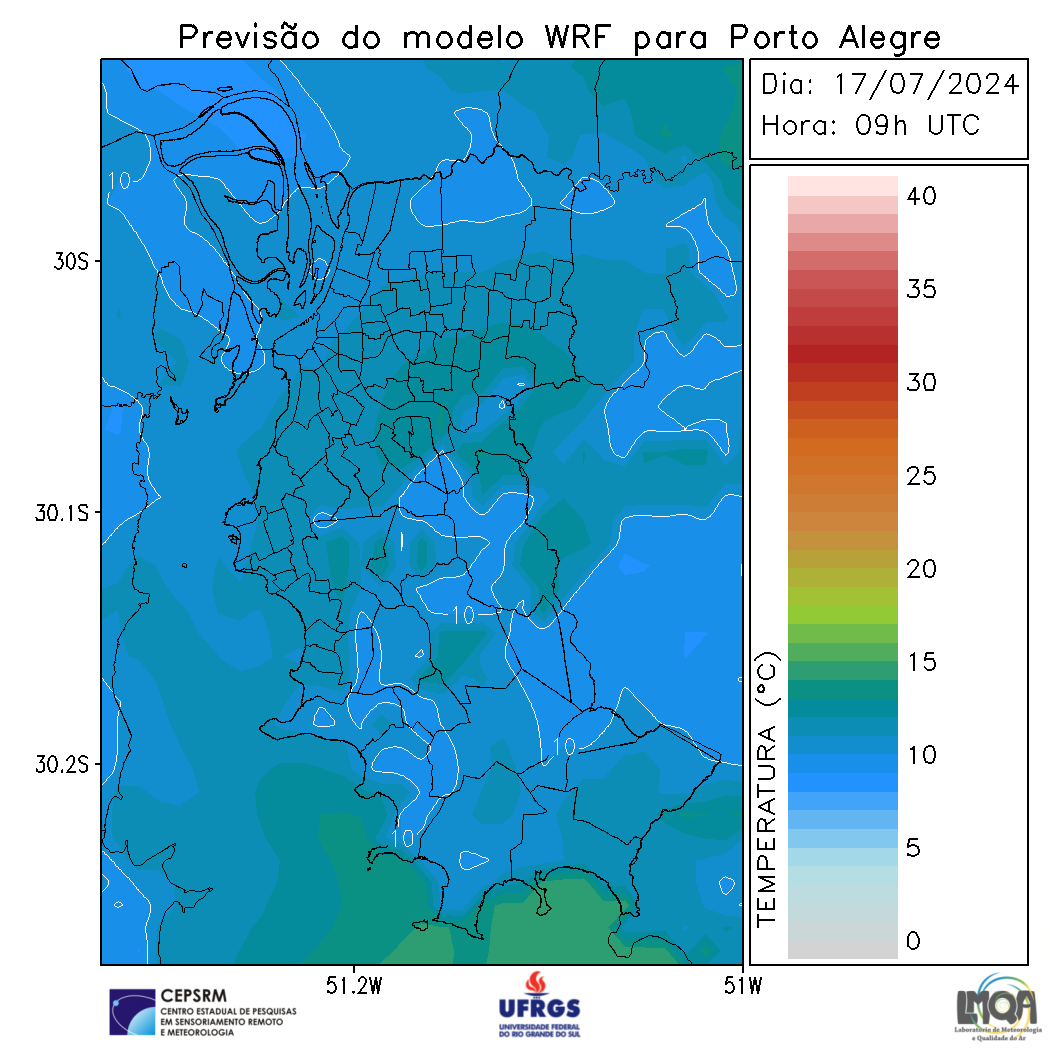 Previsão do modelo WRF para Porto Alegre
Dia: 17/07/2024
Hora: 09h UTC
30S
30.1S
30.2S
51.2W
51W
10
10
10
10
TEMPERATURA (°C)
40
35
30
25
20
15
10
5
0
CEPSRM
CENTRO ESTADUAL DE PESQUISAS
EM SENSORIAMENTO REMOTO
E METEOROLOGIA
UFRGS
UNIVERSIDADE FEDERAL
DO RIO GRANDE DO SUL
LMQA
Laboratório de Meteorologia
e Qualidade do Ar